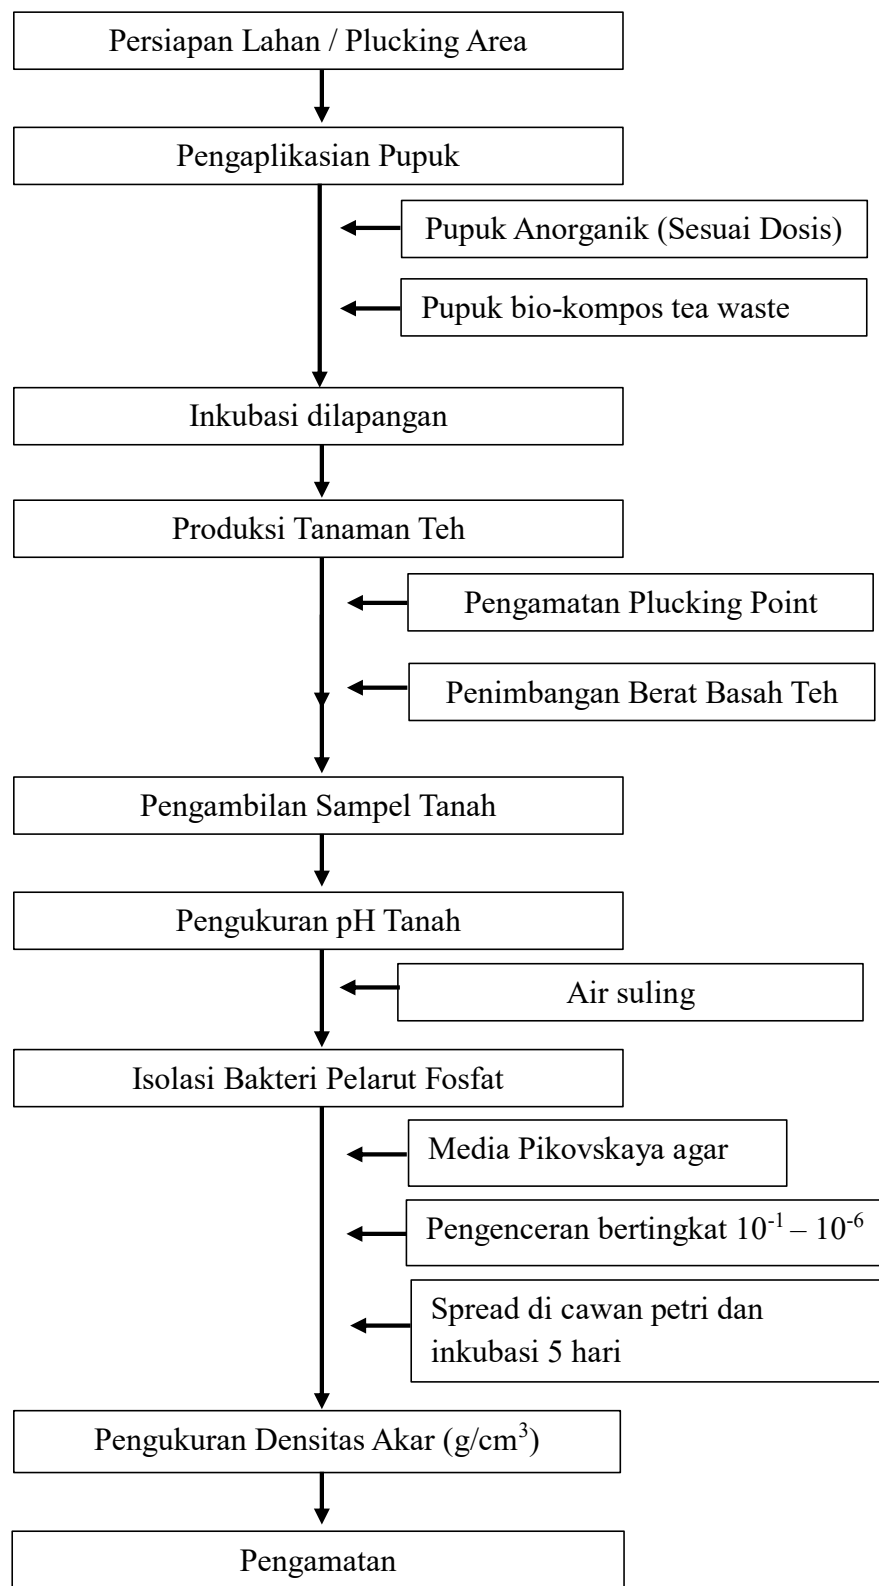 Persiapan Lahan / Plucking Area
Pengaplikasian Pupuk
Pupuk Anorganik (Sesuai Dosis)
Pupuk bio-kompos tea waste
Inkubasi dilapangan
Produksi Tanaman Teh
Pengamatan Plucking Point
Penimbangan Berat Basah Teh
Pengambilan Sampel Tanah
Pengukuran pH Tanah
Air suling
Isolasi Bakteri Pelarut Fosfat
Media Pikovskaya agar
Pengenceran bertingkat 10⁻¹ – 10⁻⁶
Spread di cawan petri dan
inkubasi 5 hari
Pengukuran Densitas Akar (g/cm³)
Pengamatan